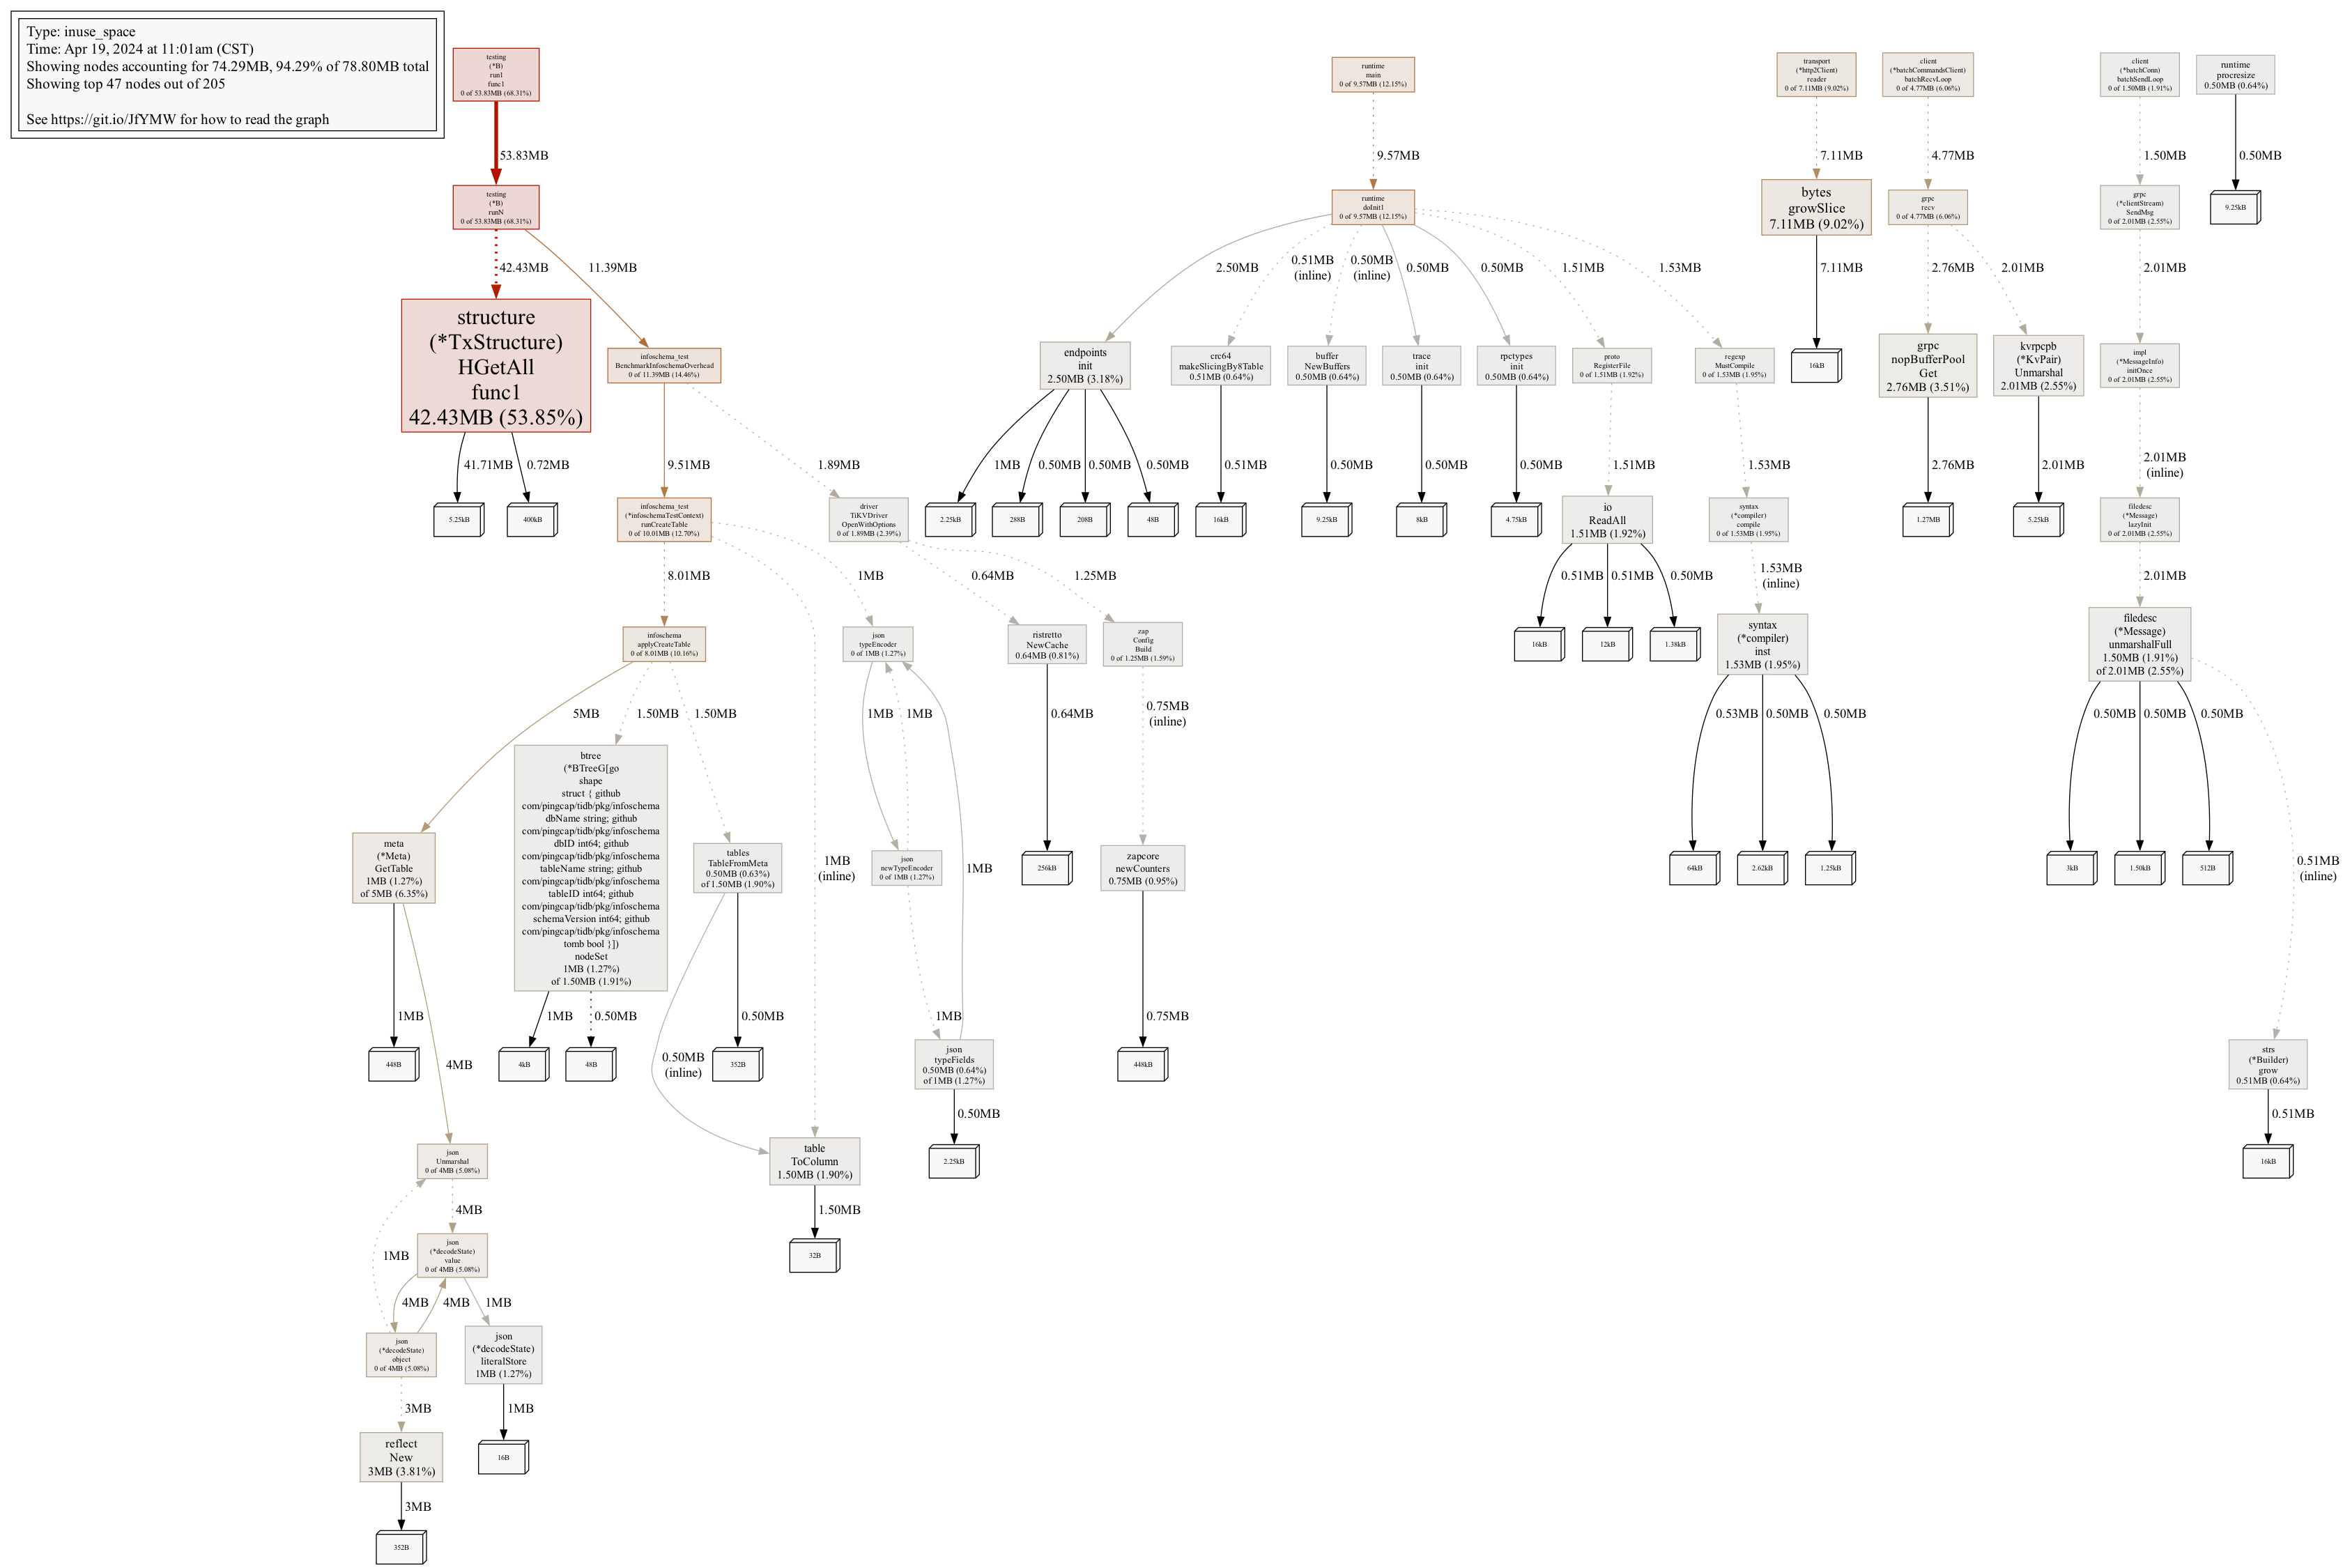 Type: inuse_space
Time: Apr 19, 2024 at 11:01am (CST)
Showing nodes accounting for 74.29MB, 94.29% of 78.80MB total
Showing top 47 nodes out of 205
See https://git.io/JfYMW for how to read the graph
testing
(*B)
run1
func1
0 of 53.83MB (68.31%)
runtime
main
0 of 9.57MB (12.15%)
transport
(*http2Client)
reader
0 of 7.11MB (9.02%)
client
(*batchCommandsClient)
batchRecvLoop
0 of 4.77MB (6.06%)
client
(*batchConn)
batchSendLoop
0 of 1.50MB (1.91%)
runtime
procresize
0.50MB (0.64%)
53.83MB
9.57MB
7.11MB
4.77MB
1.50MB
0.50MB
testing
(*B)
runN
0 of 53.83MB (68.31%)
runtime
doInit1
0 of 9.57MB (12.15%)
bytes
growSlice
7.11MB (9.02%)
grpc
recv
0 of 4.77MB (6.06%)
grpc
(*clientStream)
SendMsg
0 of 2.01MB (2.55%)
9.25kB
42.43MB
11.39MB
2.50MB
0.51MB
(inline)
0.50MB
(inline)
0.50MB
0.50MB
1.51MB
1.53MB
7.11MB
2.76MB
2.01MB
2.01MB
structure
(*TxStructure)
HGetAll
func1
42.43MB (53.85%)
infoschema_test
BenchmarkInfoschemaOverhead
0 of 11.39MB (14.46%)
endpoints
init
2.50MB (3.18%)
crc64
makeSlicingBy8Table
0.51MB (0.64%)
buffer
NewBuffers
0.50MB (0.64%)
trace
init
0.50MB (0.64%)
rpctypes
init
0.50MB (0.64%)
proto
RegisterFile
0 of 1.51MB (1.92%)
regexp
MustCompile
0 of 1.53MB (1.95%)
16kB
grpc
nopBufferPool
Get
2.76MB (3.51%)
kvrpcpb
(*KvPair)
Unmarshal
2.01MB (2.55%)
impl
(*MessageInfo)
initOnce
0 of 2.01MB (2.55%)
41.71MB
0.72MB
9.51MB
1.89MB
1MB
0.50MB
0.50MB
0.50MB
0.51MB
0.50MB
0.50MB
0.50MB
1.51MB
1.53MB
2.76MB
2.01MB
2.01MB
(inline)
5.25kB
400kB
infoschema_test
(*infoschemaTestContext)
runCreateTable
0 of 10.01MB (12.70%)
driver
TiKVDriver
OpenWithOptions
0 of 1.89MB (2.39%)
2.25kB
288B
208B
48B
16kB
9.25kB
8kB
4.75kB
io
ReadAll
1.51MB (1.92%)
syntax
(*compiler)
compile
0 of 1.53MB (1.95%)
1.27MB
5.25kB
filedesc
(*Message)
lazyInit
0 of 2.01MB (2.55%)
8.01MB
1MB
0.64MB
1.25MB
0.51MB
0.51MB
0.50MB
1.53MB
(inline)
2.01MB
infoschema
applyCreateTable
0 of 8.01MB (10.16%)
json
typeEncoder
0 of 1MB (1.27%)
ristretto
NewCache
0.64MB (0.81%)
zap
Config
Build
0 of 1.25MB (1.59%)
16kB
12kB
1.38kB
syntax
(*compiler)
inst
1.53MB (1.95%)
filedesc
(*Message)
unmarshalFull
1.50MB (1.91%)
of 2.01MB (2.55%)
5MB
1.50MB
1.50MB
1MB
1MB
0.64MB
0.75MB
(inline)
0.53MB
0.50MB
0.50MB
0.50MB
0.50MB
0.50MB
meta
(*Meta)
GetTable
1MB (1.27%)
of 5MB (6.35%)
btree
(*BTreeG[go
shape
struct { github
com/pingcap/tidb/pkg/infoschema
dbName string; github
com/pingcap/tidb/pkg/infoschema
dbID int64; github
com/pingcap/tidb/pkg/infoschema
tableName string; github
com/pingcap/tidb/pkg/infoschema
tableID int64; github
com/pingcap/tidb/pkg/infoschema
schemaVersion int64; github
com/pingcap/tidb/pkg/infoschema
tomb bool }])
nodeSet
1MB (1.27%)
of 1.50MB (1.91%)
tables
TableFromMeta
0.50MB (0.63%)
of 1.50MB (1.90%)
1MB
(inline)
json
newTypeEncoder
0 of 1MB (1.27%)
1MB
256kB
zapcore
newCounters
0.75MB (0.95%)
64kB
2.62kB
1.25kB
3kB
1.50kB
512B
0.51MB
(inline)
1MB
4MB
1MB
0.50MB
0.50MB
(inline)
0.50MB
1MB
0.75MB
448B
4kB
48B
352B
json
typeFields
0.50MB (0.64%)
of 1MB (1.27%)
448kB
strs
(*Builder)
grow
0.51MB (0.64%)
0.50MB
0.51MB
json
Unmarshal
0 of 4MB (5.08%)
table
ToColumn
1.50MB (1.90%)
2.25kB
16kB
4MB
1.50MB
1MB
json
(*decodeState)
value
0 of 4MB (5.08%)
32B
4MB
4MB
1MB
json
(*decodeState)
object
0 of 4MB (5.08%)
json
(*decodeState)
literalStore
1MB (1.27%)
3MB
1MB
reflect
New
3MB (3.81%)
16B
3MB
352B